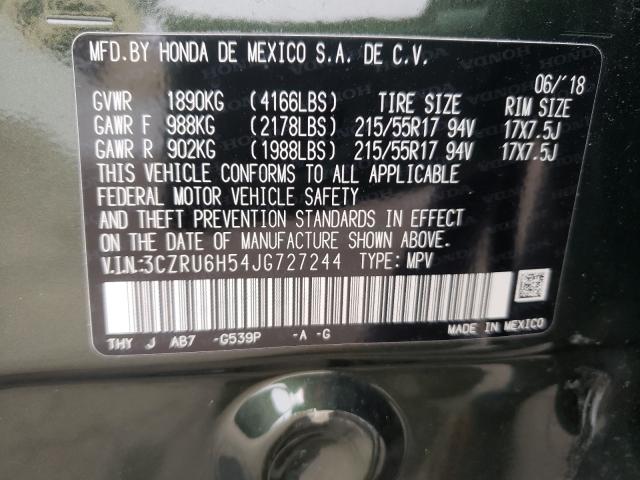 MFD.BY HONDA DE MEXICO S.A. DE C.V.
06/'18
GVWR 1890KG (4166LBS) TIRE SIZE RIM SIZE
GAWR F 988KG (2178LBS) 215/55R17 94V 17X7.5J
GAWR R 902KG (1988LBS) 215/55R17 94V 17X7.5J
THIS VEHICLE CONFORMS TO ALL APPLICABLE
FEDERAL MOTOR VEHICLE SAFETY
AND THEFT PREVENTION STANDARDS IN EFFECT
ON THE DATE OF MANUFACTURE SHOWN ABOVE.
V.I.N:3CZRU6H54JG727244 TYPE: MPV
THY J AB7 -G539P -A -G MADE IN MEXICO